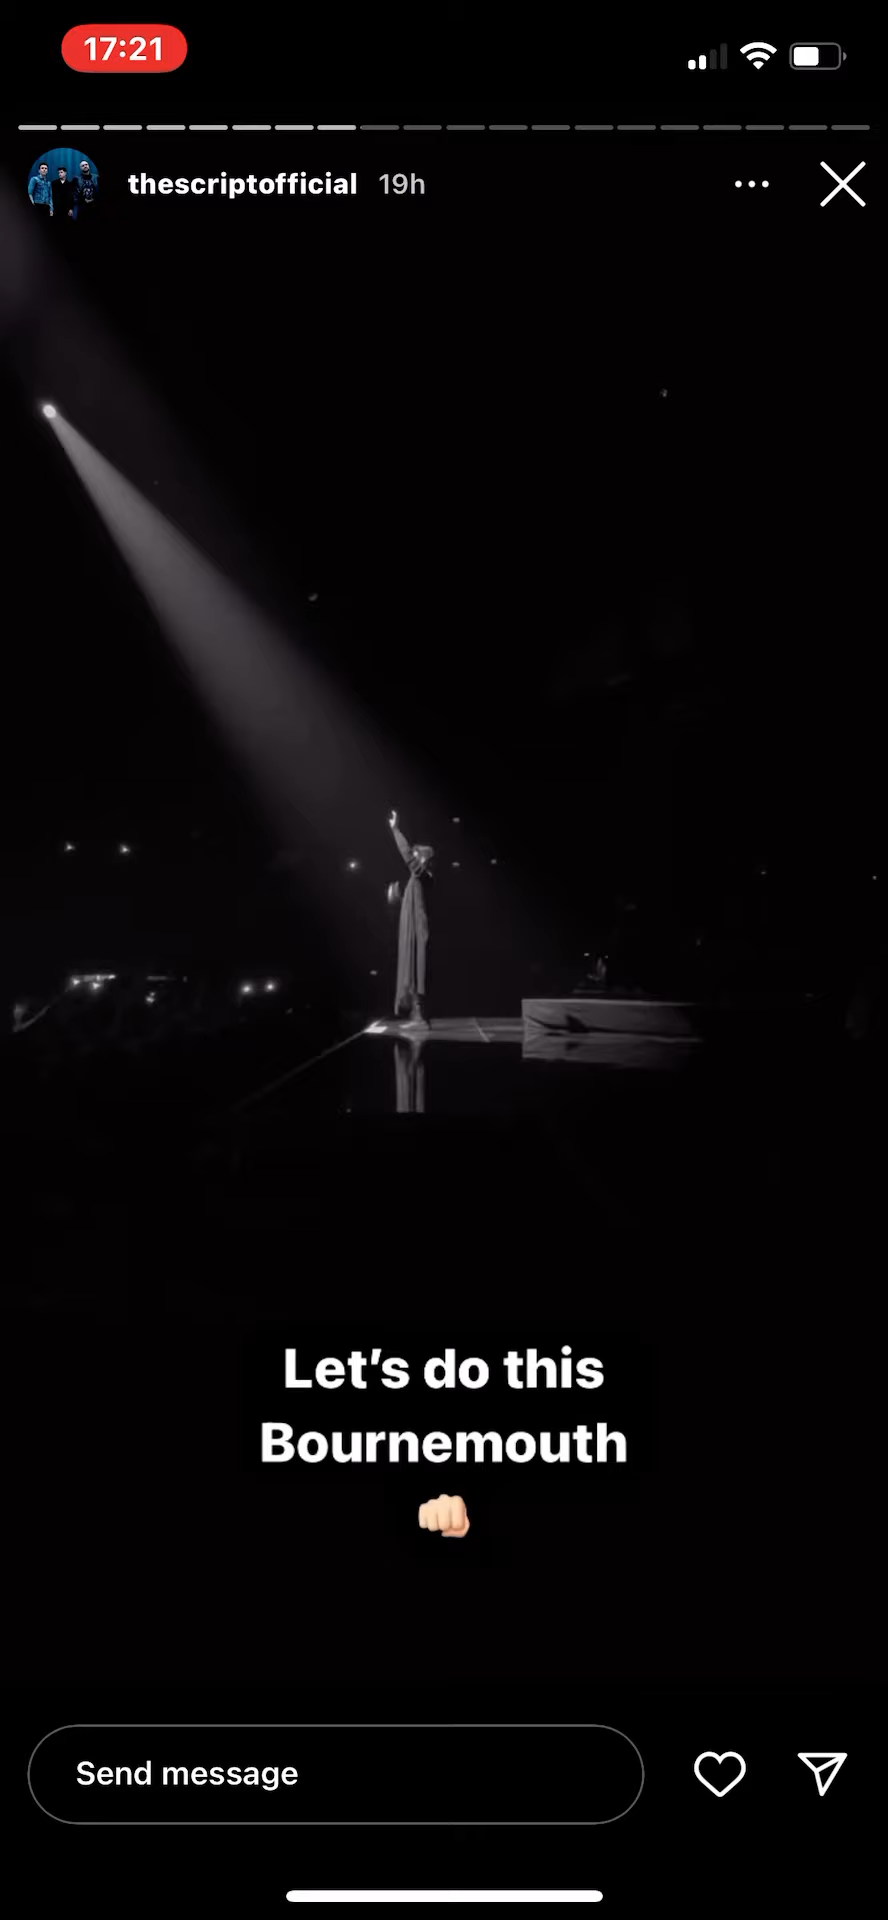 17:21
thescriptofficial 19h
Let's do this
Bournemouth
👊🏻
Send message